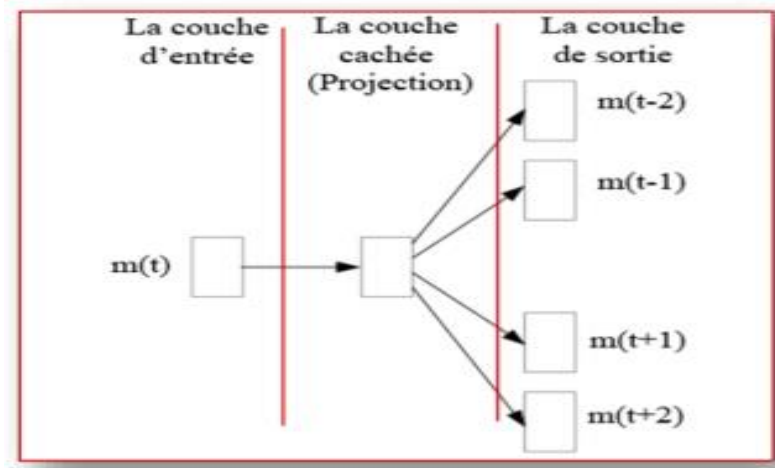 La couche
d'entrée
La couche
cachée
(Projection)
La couche
de sortie
m(t-2)
m(t-1)
m(t)
m(t+1)
m(t+2)